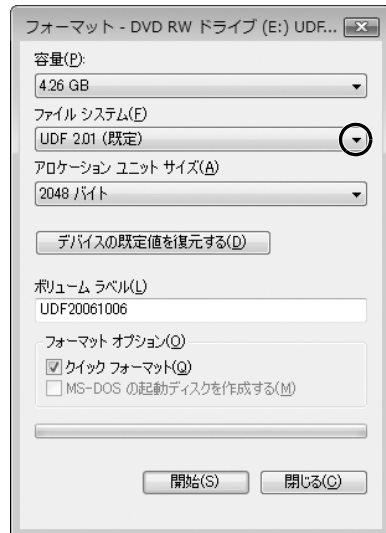 フォーマット - DVD RW ドライブ (E:) UDF...
容量(P):
4.26 GB
ファイル システム(F)
UDF 2.01 (既定)
アロケーション ユニット サイズ(A)
2048 バイト
デバイスの既定値を復元する(D)
ボリューム ラベル(L)
UDF20061006
フォーマット オプション(O)
クイック フォーマット(Q)
MS-DOS の起動ディスクを作成する(M)
開始(S)
閉じる(C)